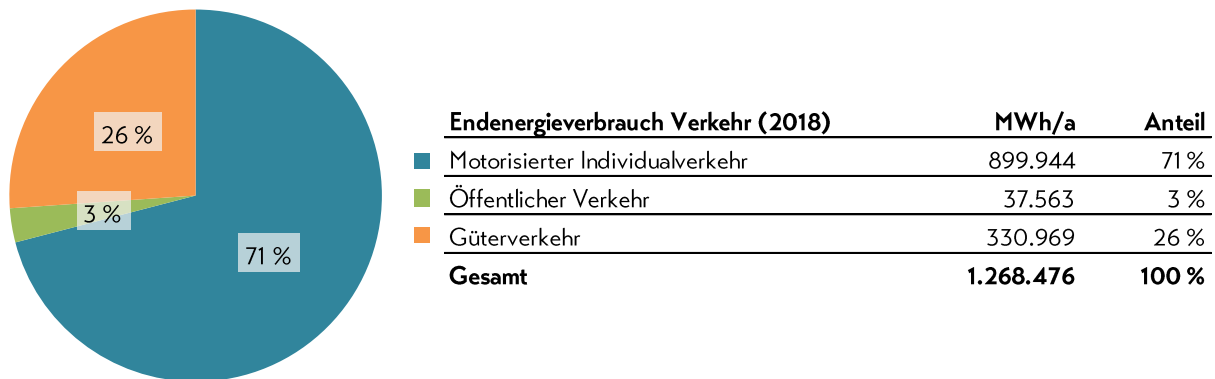 26 %
3 %
71 %
Endenergieverbrauch Verkehr (2018) MWh/a Anteil
Motorisierter Individualverkehr 899.944 71 %
Öffentlicher Verkehr 37.563 3 %
Güterverkehr 330.969 26 %
Gesamt 1.268.476 100 %